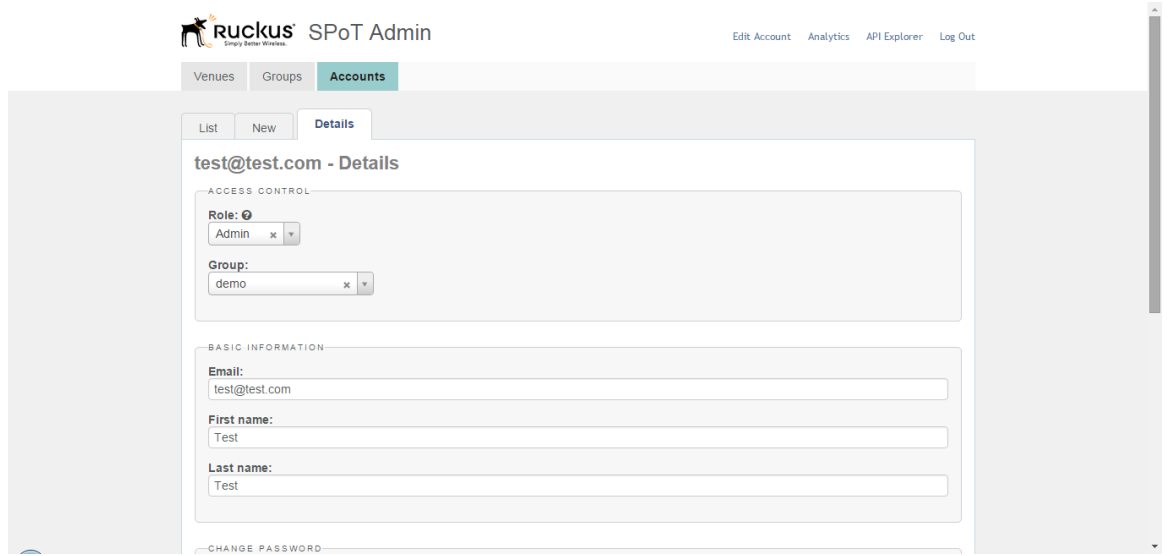 Ruckus SPoT Admin
Simply Better Wireless.
Edit Account Analytics API Explorer Log Out
Venues Groups Accounts
List New Details
test@test.com - Details
ACCESS CONTROL
Role: ?
Admin × ▼
Group:
demo × ▼
BASIC INFORMATION
Email:
test@test.com
First name:
Test
Last name:
Test
CHANGE PASSWORD